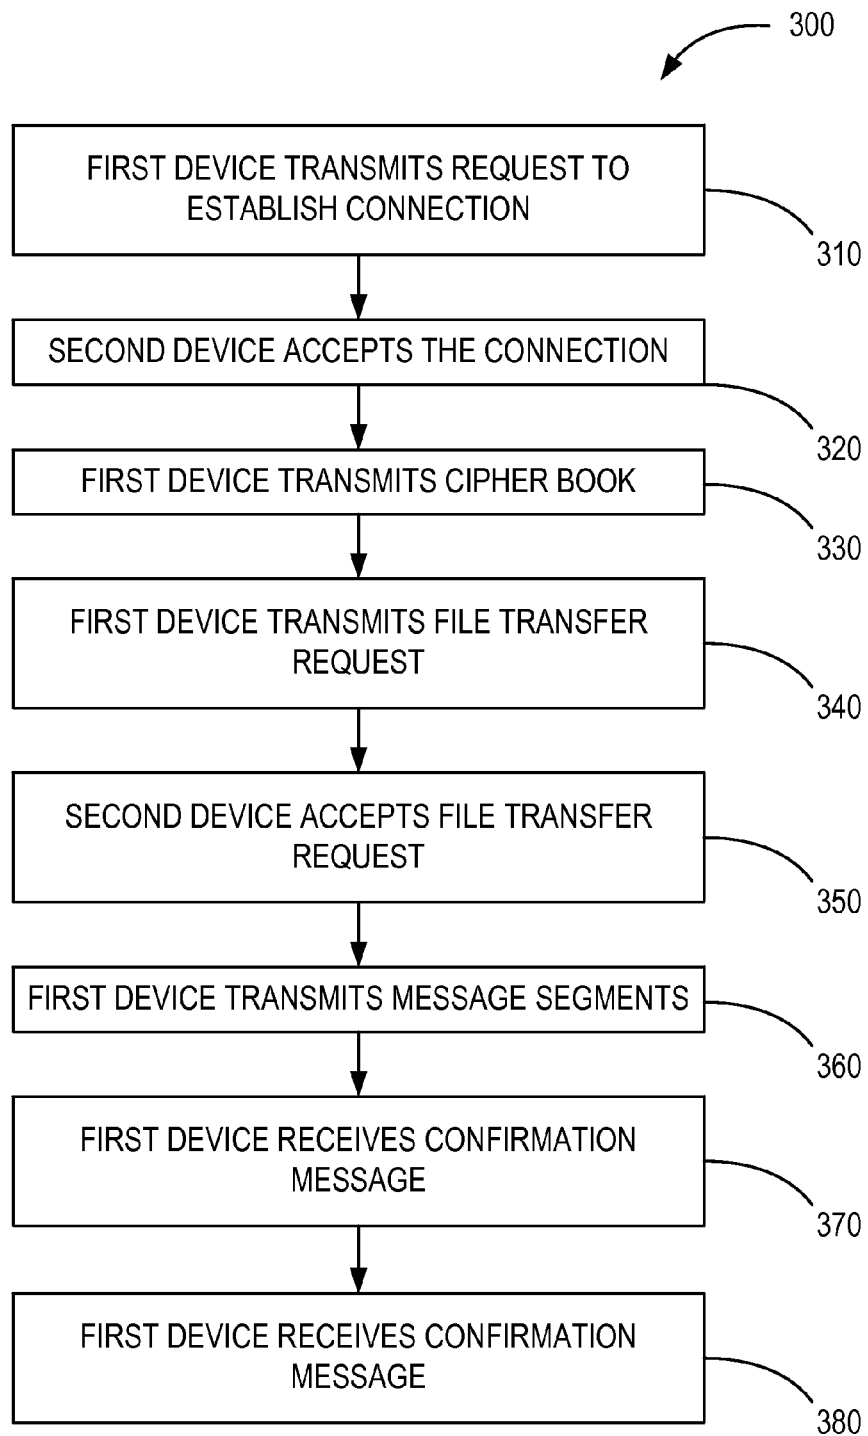 300
FIRST DEVICE TRANSMITS REQUEST TO
ESTABLISH CONNECTION
310
SECOND DEVICE ACCEPTS THE CONNECTION
320
FIRST DEVICE TRANSMITS CIPHER BOOK
330
FIRST DEVICE TRANSMITS FILE TRANSFER
REQUEST
340
SECOND DEVICE ACCEPTS FILE TRANSFER
REQUEST
350
FIRST DEVICE TRANSMITS MESSAGE SEGMENTS
360
FIRST DEVICE RECEIVES CONFIRMATION
MESSAGE
370
FIRST DEVICE RECEIVES CONFIRMATION
MESSAGE
380